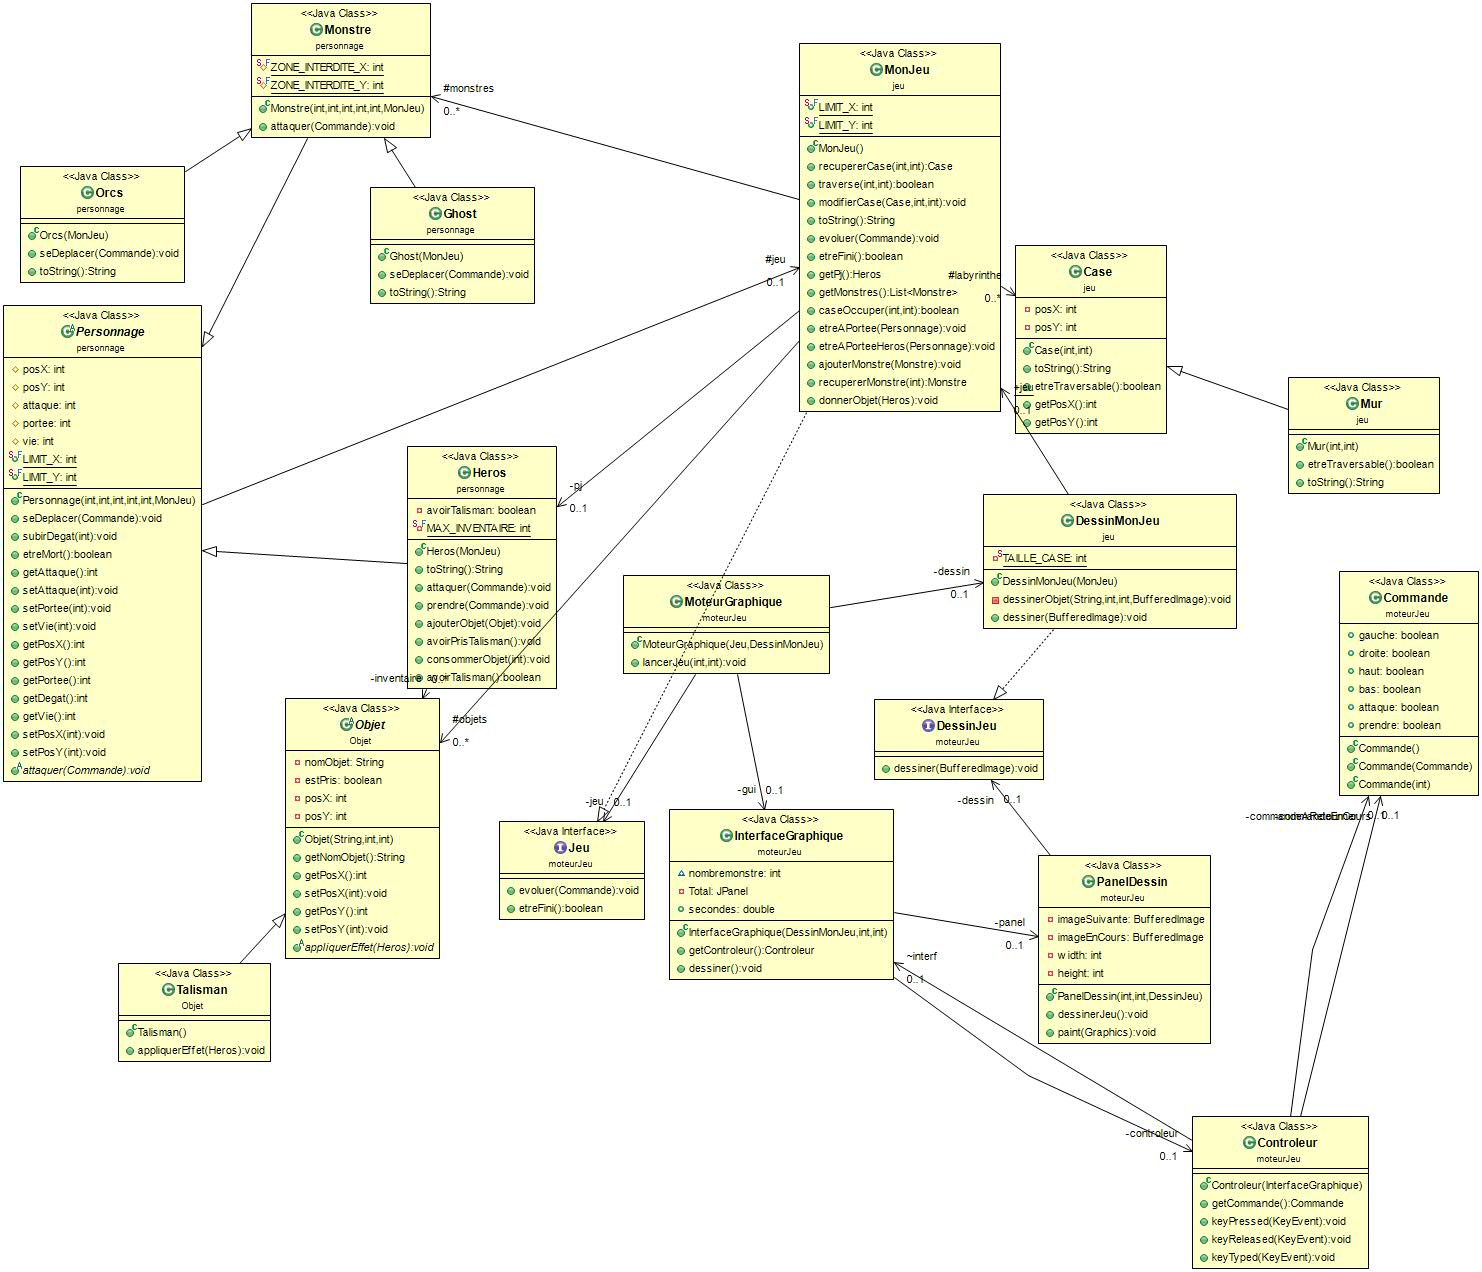 <<Java Class>>
Monstre
personnage
ZONE_INTERDITE_X: int
ZONE_INTERDITE_Y: int
Monstre(int,int,int,int,int,MonJeu)
attaquer(Commande):void
<<Java Class>>
Orcs
personnage
Orcs(MonJeu)
seDeplacer(Commande):void
toString():String
<<Java Class>>
Ghost
personnage
Ghost(MonJeu)
seDeplacer(Commande):void
toString():String
#monstres
0..*
<<Java Class>>
MonJeu
jeu
LIMIT_X: int
LIMIT_Y: int
MonJeu()
recupererCase(int,int):Case
traverse(int,int):boolean
modifierCase(Case,int,int):void
toString():String
evoluer(Commande):void
etreFini():boolean
getPj():Heros
getMonstres():List<Monstre>
caseOccuper(int,int):boolean
etreAPortee(Personnage):void
etreAPorteeHeros(Personnage):void
ajouterMonstre(Monstre):void
recupererMonstre(int):Monstre
donnerObjet(Heros):void
#jeu
0..1
#labyrinthe
0..*
<<Java Class>>
Case
jeu
posX: int
posY: int
Case(int,int)
toString():String
etreTraversable():boolean
getPosX():int
getPosY():int
+jeu
0..1
<<Java Class>>
Mur
jeu
Mur(int,int)
etreTraversable():boolean
toString():String
<<Java Class>>
Personnage
personnage
posX: int
posY: int
attaque: int
portee: int
vie: int
LIMIT_X: int
LIMIT_Y: int
Personnage(int,int,int,int,int,MonJeu)
seDeplacer(Commande):void
subirDegat(int):void
etreMort():boolean
getAttaque():int
setAttaque(int):void
setPortee(int):void
setVie(int):void
getPosX():int
getPosY():int
getPortee():int
getDegat():int
getVie():int
setPosX(int):void
setPosY(int):void
attaquer(Commande):void
<<Java Class>>
Heros
personnage
avoirTalisman: boolean
MAX_INVENTAIRE: int
Heros(MonJeu)
toString():String
attaquer(Commande):void
prendre(Commande):void
ajouterObjet(Objet):void
avoirPrisTalisman():void
consommerObjet(int):void
avoirTalisman():boolean
-pj
0..1
-inventaire
0..*
#objets
0..*
<<Java Class>>
DessinMonJeu
jeu
TAILLE_CASE: int
DessinMonJeu(MonJeu)
dessinerObjet(String,int,int,BufferedImage):void
dessiner(BufferedImage):void
<<Java Class>>
MoteurGraphique
moteurJeu
MoteurGraphique(Jeu,DessinMonJeu)
lancerJeu(int,int):void
-dessin
0..1
<<Java Class>>
Commande
moteurJeu
gauche: boolean
droite: boolean
haut: boolean
bas: boolean
attaque: boolean
prendre: boolean
Commande()
Commande(Commande)
Commande(int)
<<Java Class>>
Objet
Objet
nomObjet: String
estPris: boolean
posX: int
posY: int
Objet(String,int,int)
getNomObjet():String
getPosX():int
setPosX(int):void
getPosY():int
setPosY(int):void
appliquerEffet(Heros):void
<<Java Interface>>
DessinJeu
moteurJeu
dessiner(BufferedImage):void
-dessin
0..1
-jeu
0..1
-gui
0..1
<<Java Interface>>
Jeu
moteurJeu
evoluer(Commande):void
etreFini():boolean
<<Java Class>>
InterfaceGraphique
moteurJeu
nombremonstre: int
Total: JPanel
secondes: double
InterfaceGraphique(DessinMonJeu,int,int)
getControleur():Controleur
dessiner():void
-panel
0..1
~interf
0..1
<<Java Class>>
PanelDessin
moteurJeu
imageSuivante: BufferedImage
imageEnCours: BufferedImage
width: int
height: int
PanelDessin(int,int,DessinJeu)
dessinerJeu():void
paint(Graphics):void
<<Java Class>>
Talisman
Objet
Talisman()
appliquerEffet(Heros):void
0..1
-controleur
0..1
<<Java Class>>
Controleur
moteurJeu
Controleur(InterfaceGraphique)
getCommande():Commande
keyPressed(KeyEvent):void
keyReleased(KeyEvent):void
keyTyped(KeyEvent):void